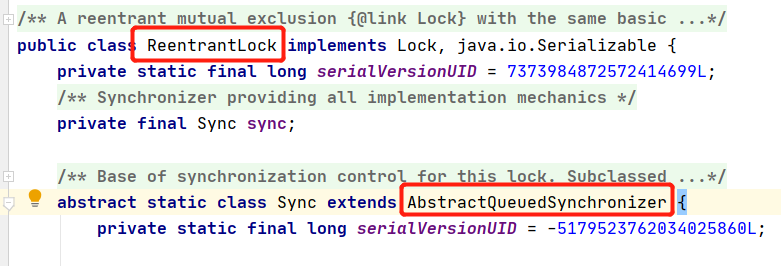 /** A reentrant mutual exclusion {@link Lock} with the same basic ...*/
public class ReentrantLock implements Lock, java.io.Serializable {
private static final long serialVersionUID = 7373984872572414699L;
/** Synchronizer providing all implementation mechanics */
private final Sync sync;
/** Base of synchronization control for this lock. Subclassed ...*/
abstract static class Sync extends AbstractQueuedSynchronizer {
private static final long serialVersionUID = -5179523762034025860L;